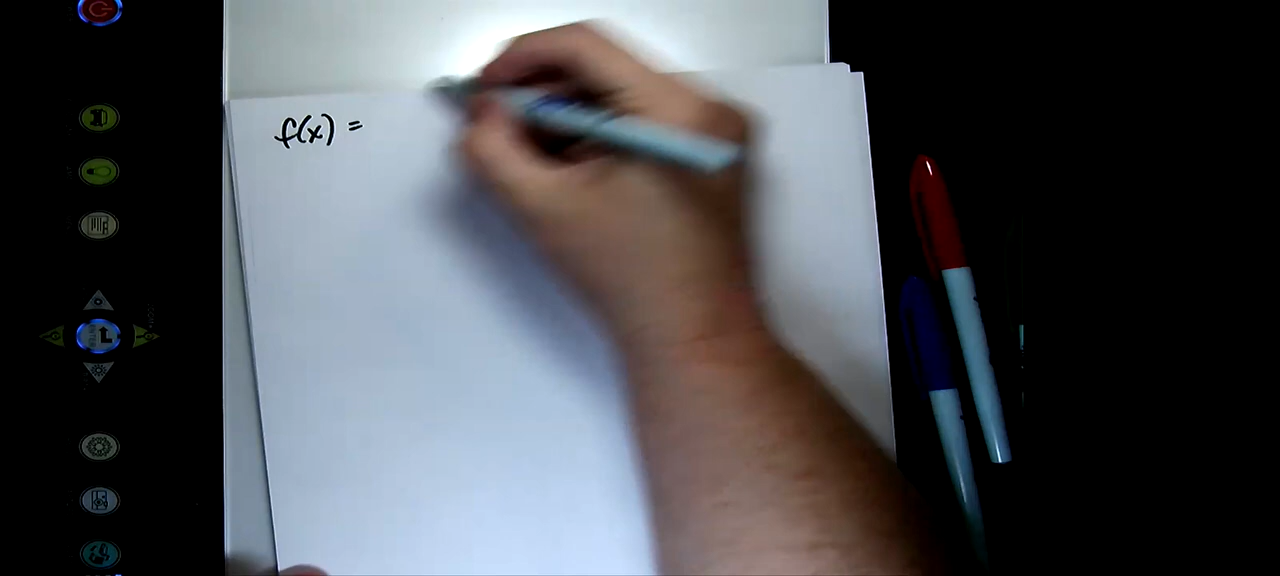 f(x) =